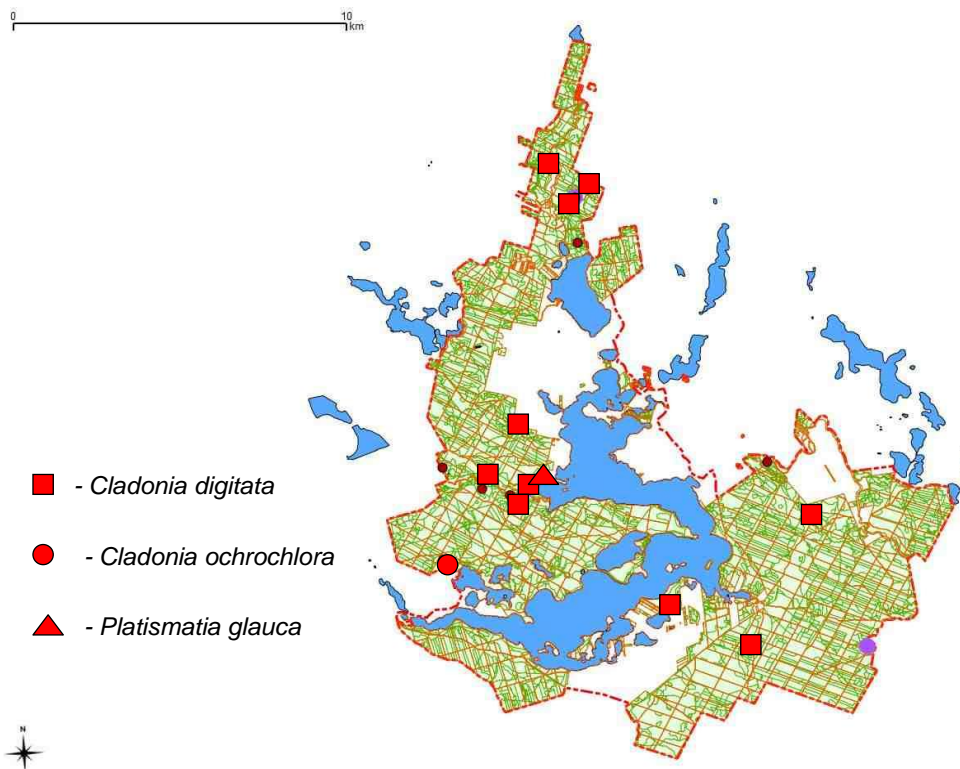 0 10
km
- Cladonia digitata
- Cladonia ochrochlora
- Platismatia glauca
N